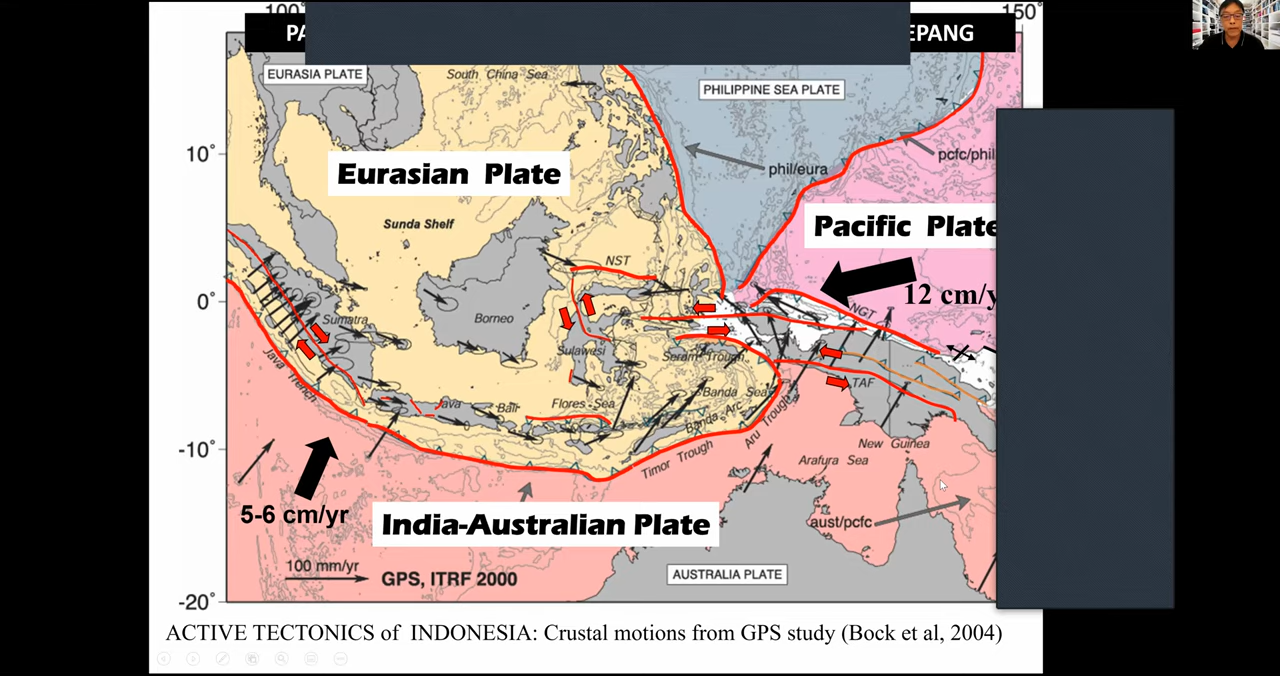 100°
150°
EPANG
EURASIA PLATE
South China Sea
PHILIPPINE SEA PLATE
10°
phil/eura
pcfc/phil
Eurasian Plate
Sunda Shelf
Pacific Plate
NST
12 cm/y
0°
NGT
Sumatra
Borneo
Sulawesi
Seram Trough
Java Trench
TAF
Java
Bali
Flores Sea
Banda Sea
Banda Arc
Aru Trough
New Guinea
-10°
Timor Trough
Arafura Sea
5-6 cm/yr
India-Australian Plate
aust/pcfc
100 mm/yr
GPS, ITRF 2000
AUSTRALIA PLATE
-20°
ACTIVE TECTONICS of INDONESIA: Crustal motions from GPS study (Bock et al, 2004)